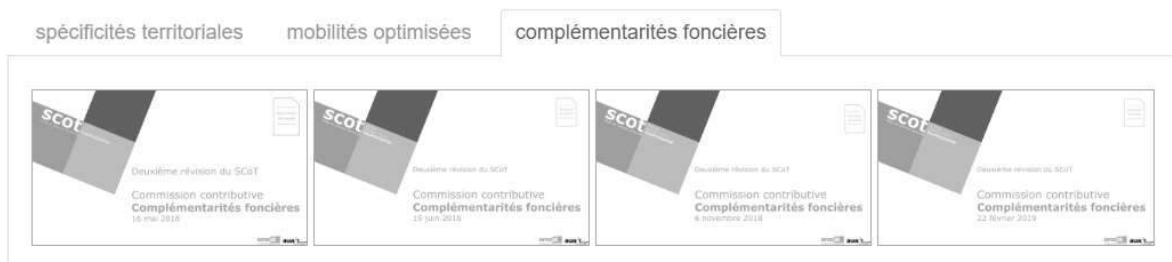 spécificités territoriales mobilités optimisées complémentarités foncières
scot
Deuxième révision du SCoT
Commission contributive
Complémentarités foncières
16 mai 2018
scot
Deuxième révision du SCoT
Commission contributive
Complémentarités foncières
15 juin 2018
scot
Deuxième révision du SCoT
Commission contributive
Complémentarités foncières
6 novembre 2018
scot
Deuxième révision du SCoT
Commission contributive
Complémentarités foncières
22 février 2019